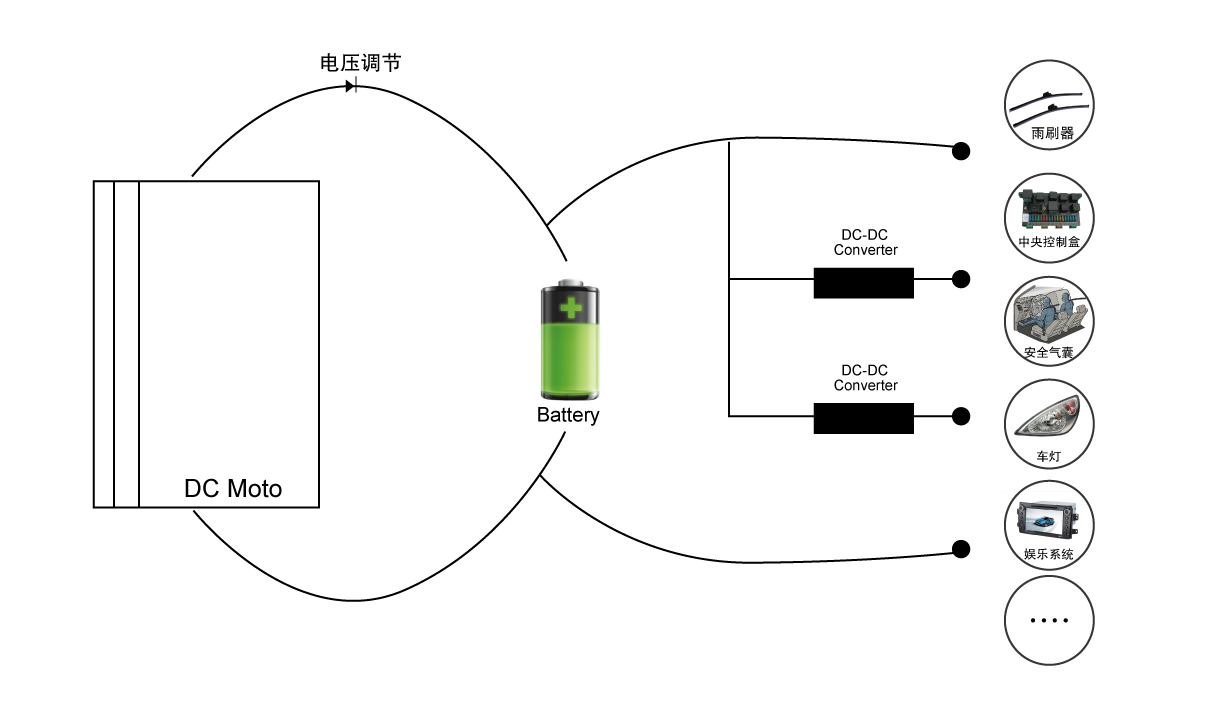 电压调节
DC Moto
Battery
DC-DC
Converter
DC-DC
Converter
雨刷器
中央控制盒
安全气囊
车灯
娱乐系统
....